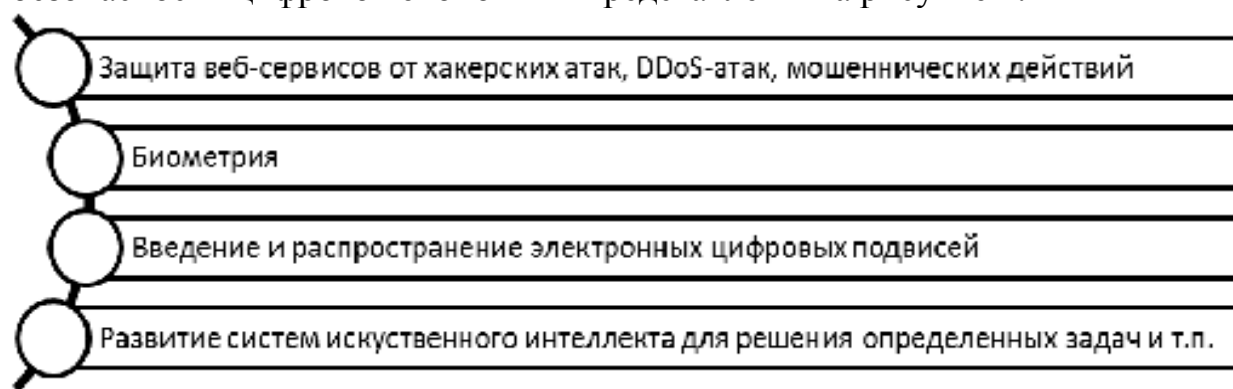 Защита веб-сервисов от хакерских атак, DDoS-атак, мошеннических действий
Биометрия
Введение и распространение электронных цифровых подвисей
Развитие систем искуственного интеллекта для решения определенных задач и т.п.